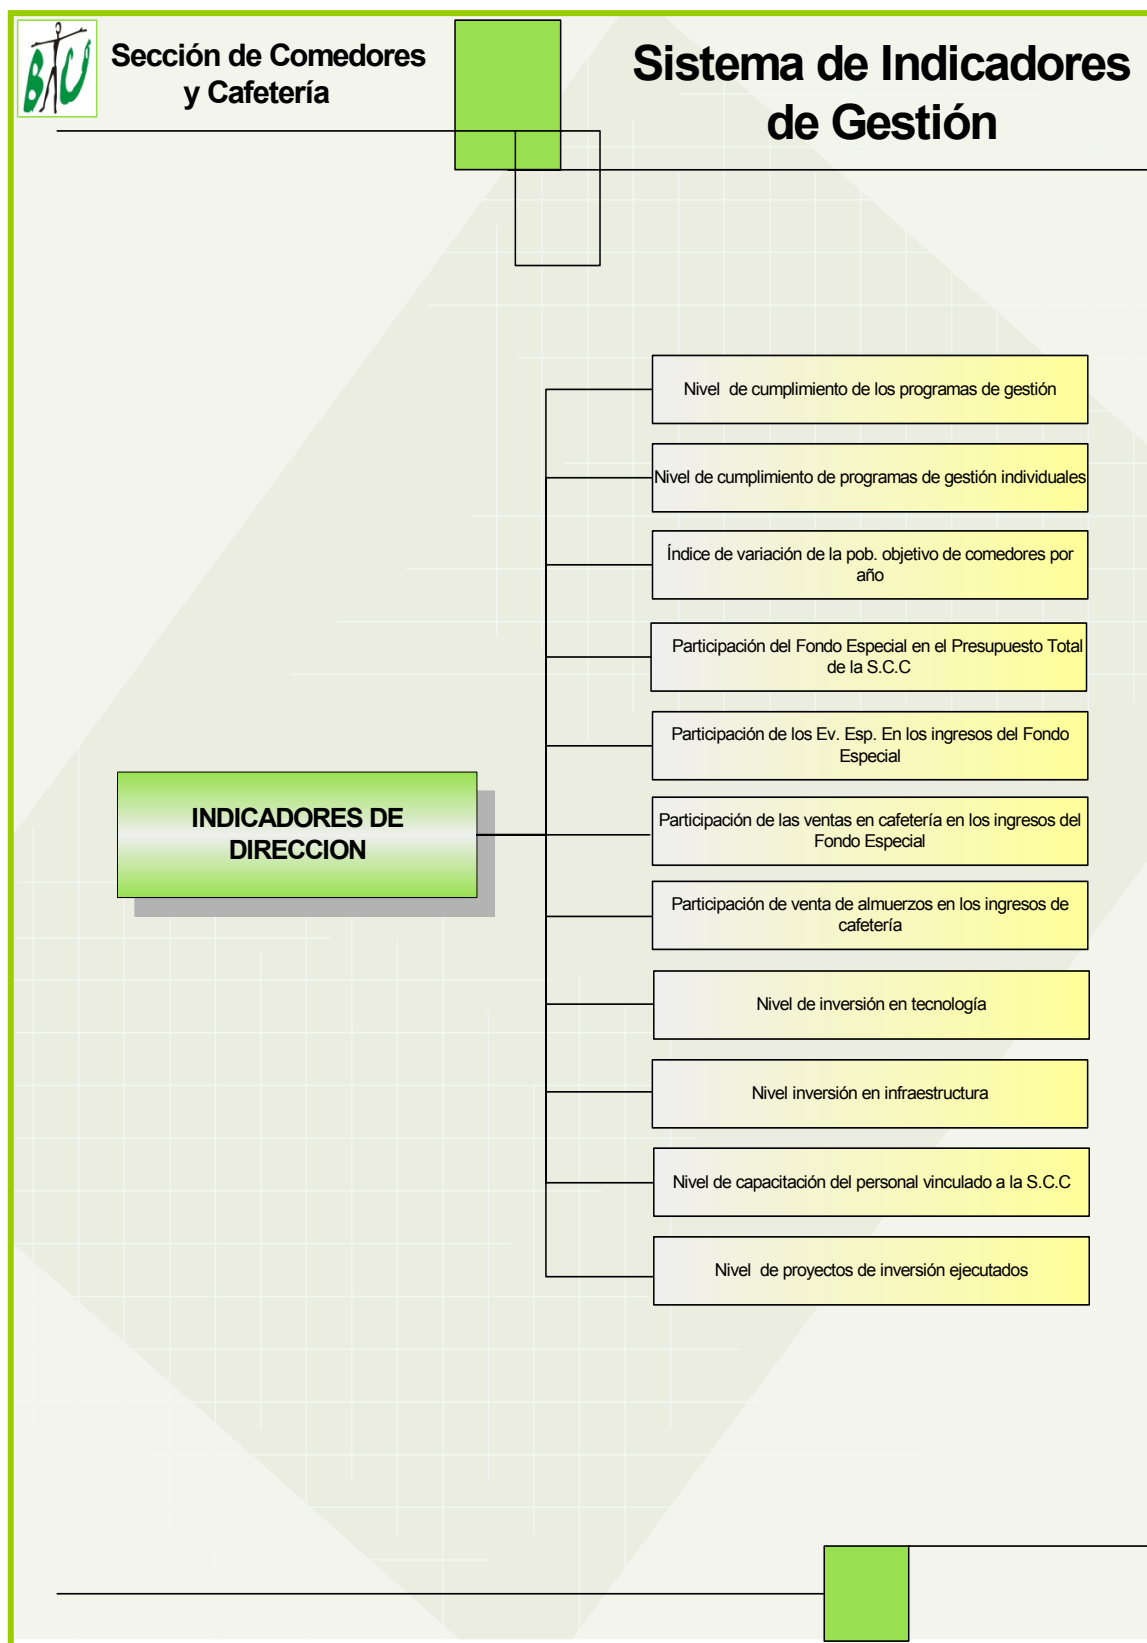 BU
Sección de Comedores
y Cafetería
Sistema de Indicadores
de Gestión
Nivel de cumplimiento de los programas de gestión
Nivel de cumplimiento de programas de gestión individuales
Índice de variación de la pob. objetivo de comedores por
año
Participación del Fondo Especial en el Presupuesto Total
de la S.C.C
Participación de los Ev. Esp. En los ingresos del Fondo
Especial
INDICADORES DE
DIRECCION
Participación de las ventas en cafetería en los ingresos del
Fondo Especial
Participación de venta de almuerzos en los ingresos de
cafetería
Nivel de inversión en tecnología
Nivel inversión en infraestructura
Nivel de capacitación del personal vinculado a la S.C.C
Nivel de proyectos de inversión ejecutados